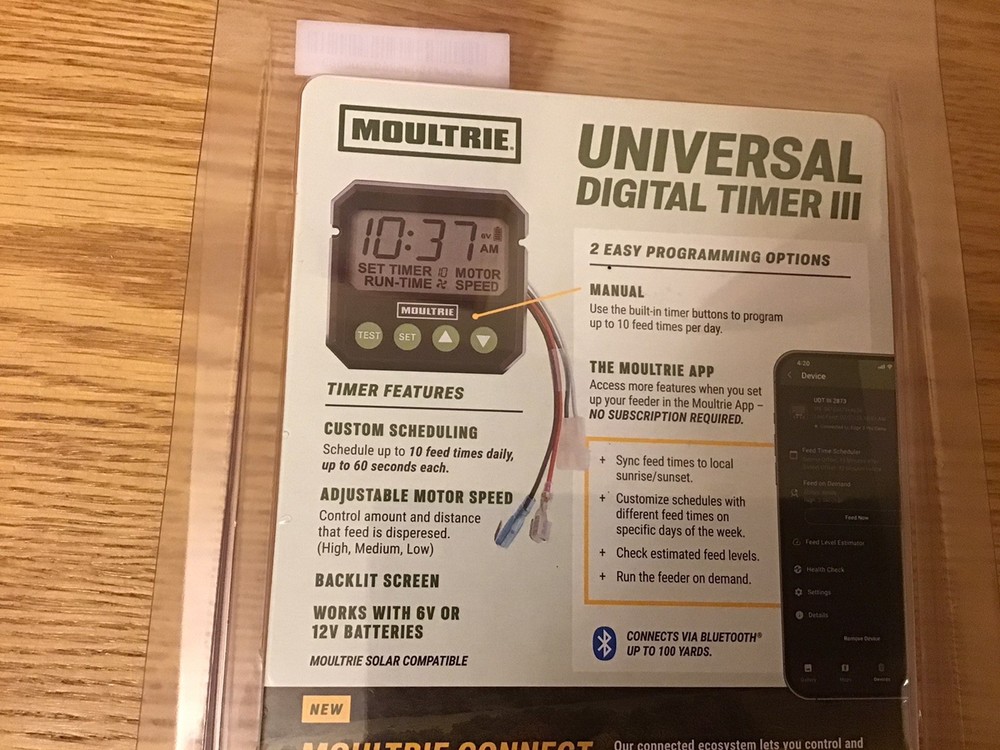 MOULTRIE
UNIVERSAL
DIGITAL TIMER III
10:37
6V
AM
SET TIMER 10 MOTOR
RUN-TIME SPEED
MOULTRIE
TEST SET
TIMER FEATURES
CUSTOM SCHEDULING
Schedule up to 10 feed times daily,
up to 60 seconds each.
ADJUSTABLE MOTOR SPEED
Control amount and distance
that feed is disperesed.
(High, Medium, Low)
BACKLIT SCREEN
WORKS WITH 6V OR
12V BATTERIES
MOULTRIE SOLAR COMPATIBLE
2 EASY PROGRAMMING OPTIONS
MANUAL
Use the built-in timer buttons to program
up to 10 feed times per day.
THE MOULTRIE APP
Access more features when you set
up your feeder in the Moultrie App –
NO SUBSCRIPTION REQUIRED.
+ Sync feed times to local
sunrise/sunset.
+ Customize schedules with
different feed times on
specific days of the week.
+ Check estimated feed levels.
+ Run the feeder on demand.
CONNECTS VIA BLUETOOTH®
UP TO 100 YARDS.
4:26
Device
Feed Time Scheduler
Feed on Demand
Feed Now
Feed Level Estimator
Health Check
Settings
Details
Remove Device
NEW
MOULTRIE CONNECT
Our connected ecosystem lets you control and